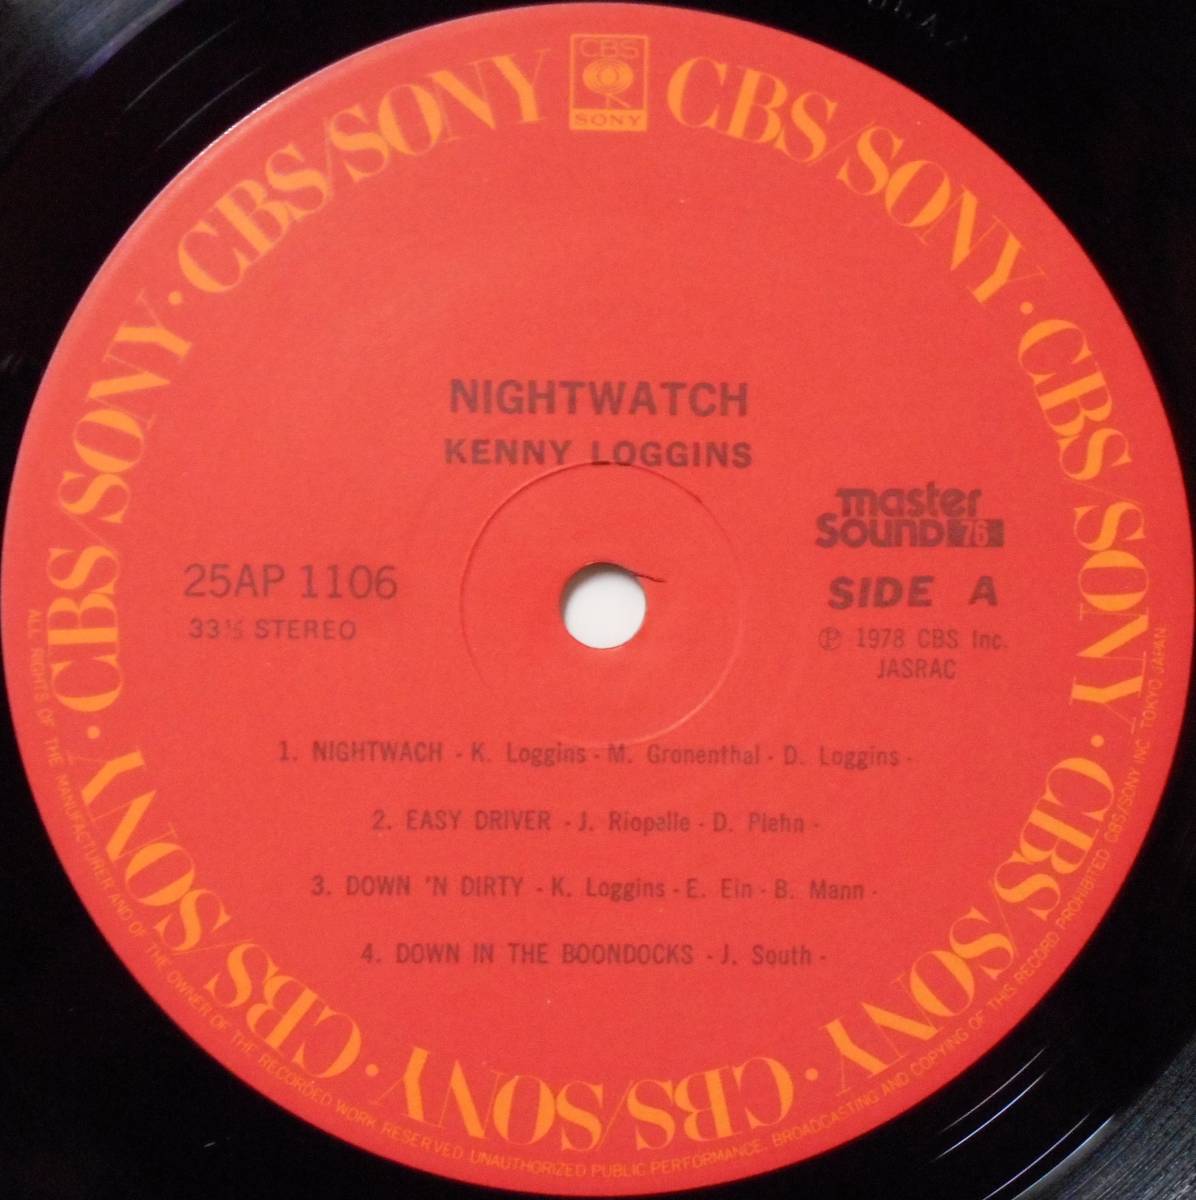 CBS
SONY
CBS/SONY · CBS/SONY · CBS/SONY · CBS/SONY · CBS/SONY · CBS/SONY · CBS/SONY · CBS/SONY
NIGHTWATCH
KENNY LOGGINS
master
Sound 76
25AP 1106
SIDE A
33⅓ STEREO
Ⓟ 1978 CBS Inc.
JASRAC
1. NIGHTWACH - K. Loggins - M. Gronenthal - D. Loggins -
2. EASY DRIVER - J. Riopelle - D. Plehn -
3. DOWN 'N DIRTY - K. Loggins - E. Ein - B. Mann -
4. DOWN IN THE BOONDOCKS - J. South -
ALL RIGHTS OF THE MANUFACTURER AND OF THE OWNER OF THE RECORDED WORK RESERVED UNAUTHORIZED PUBLIC PERFORMANCE, BROADCASTING AND COPYING OF THIS RECORD PROHIBITED CBS/SONY INC. TOKYO JAPAN